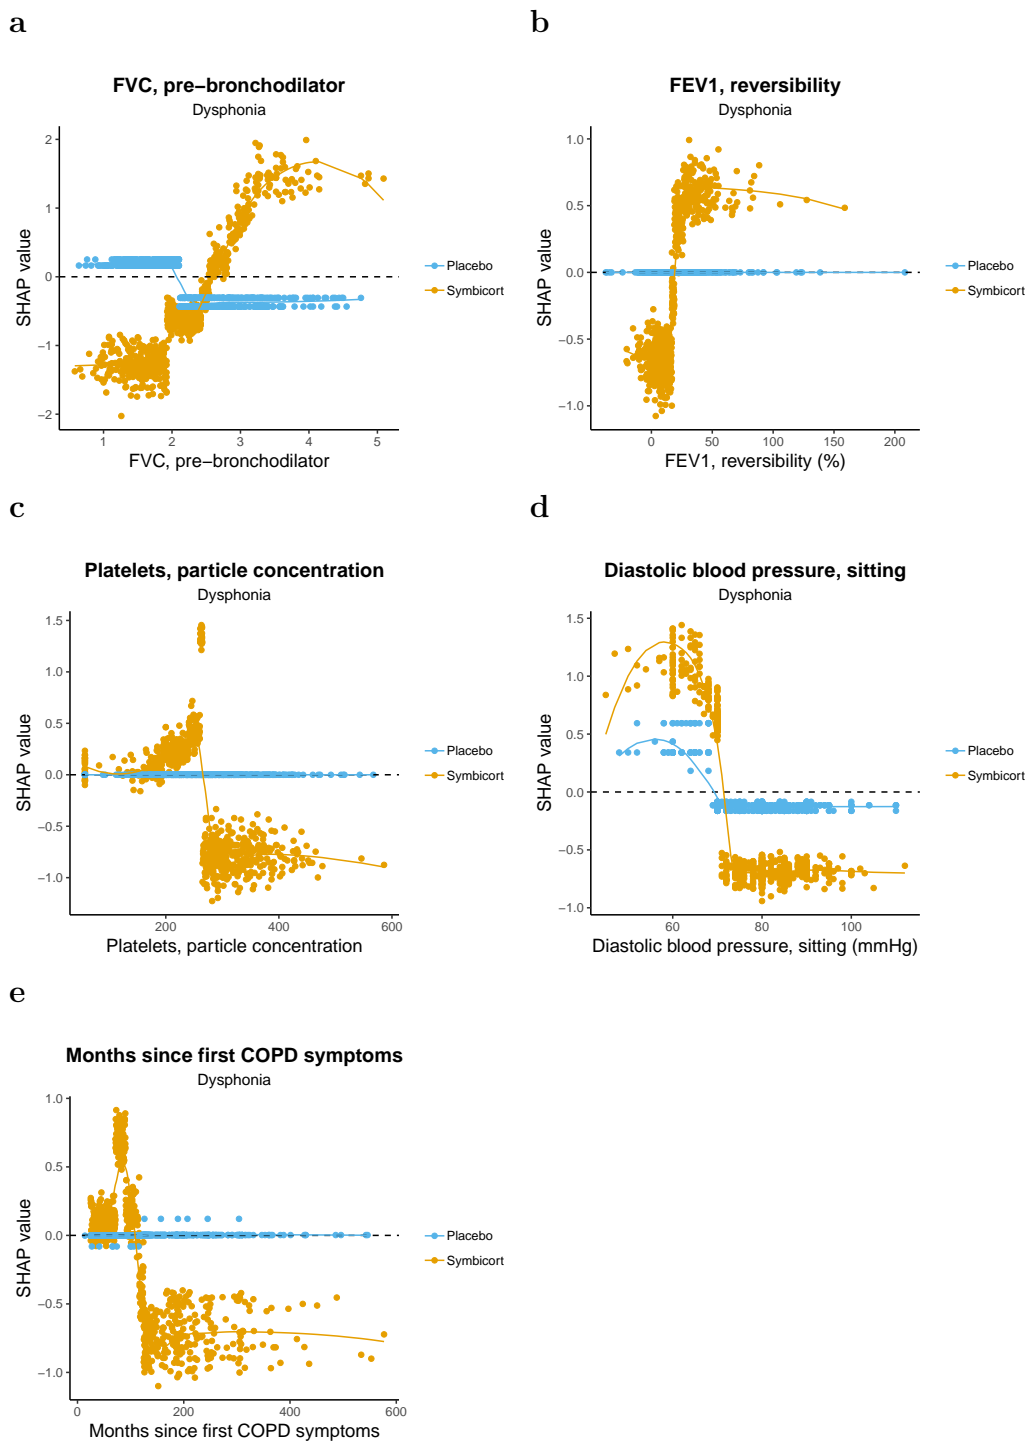 a
FVC, pre−bronchodilator
Dysphonia
SHAP value
2
1
0
−1
−2
1 2 3 4 5
FVC, pre−bronchodilator
Placebo
Symbicort
b
FEV1, reversibility
Dysphonia
SHAP value
1.0
0.5
0.0
−0.5
−1.0
0 50 100 150 200
FEV1, reversibility (%)
Placebo
Symbicort
c
Platelets, particle concentration
Dysphonia
SHAP value
1.5
1.0
0.5
0.0
−0.5
−1.0
200 400 600
Platelets, particle concentration
Placebo
Symbicort
d
Diastolic blood pressure, sitting
Dysphonia
SHAP value
1.5
1.0
0.5
0.0
−0.5
−1.0
60 80 100
Diastolic blood pressure, sitting (mmHg)
Placebo
Symbicort
e
Months since first COPD symptoms
Dysphonia
SHAP value
1.0
0.5
0.0
−0.5
−1.0
0 200 400 600
Months since first COPD symptoms
Placebo
Symbicort